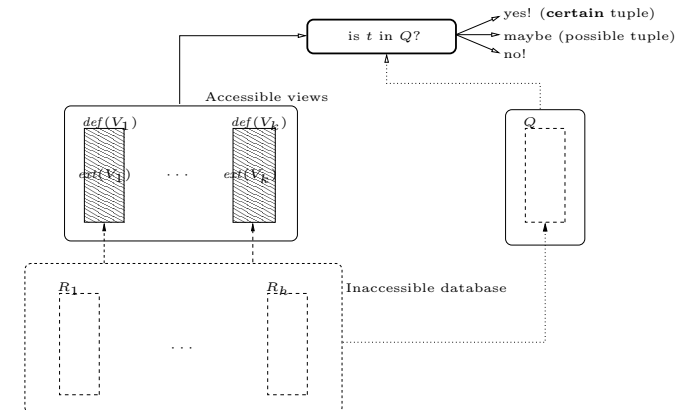 yes! (certain tuple)
is t in Q?
maybe (possible tuple)
no!
Accessible views
def(V1) def(Vk) Q
ext(V1) · · · ext(Vk)
R1 Rh Inaccessible database
· · ·